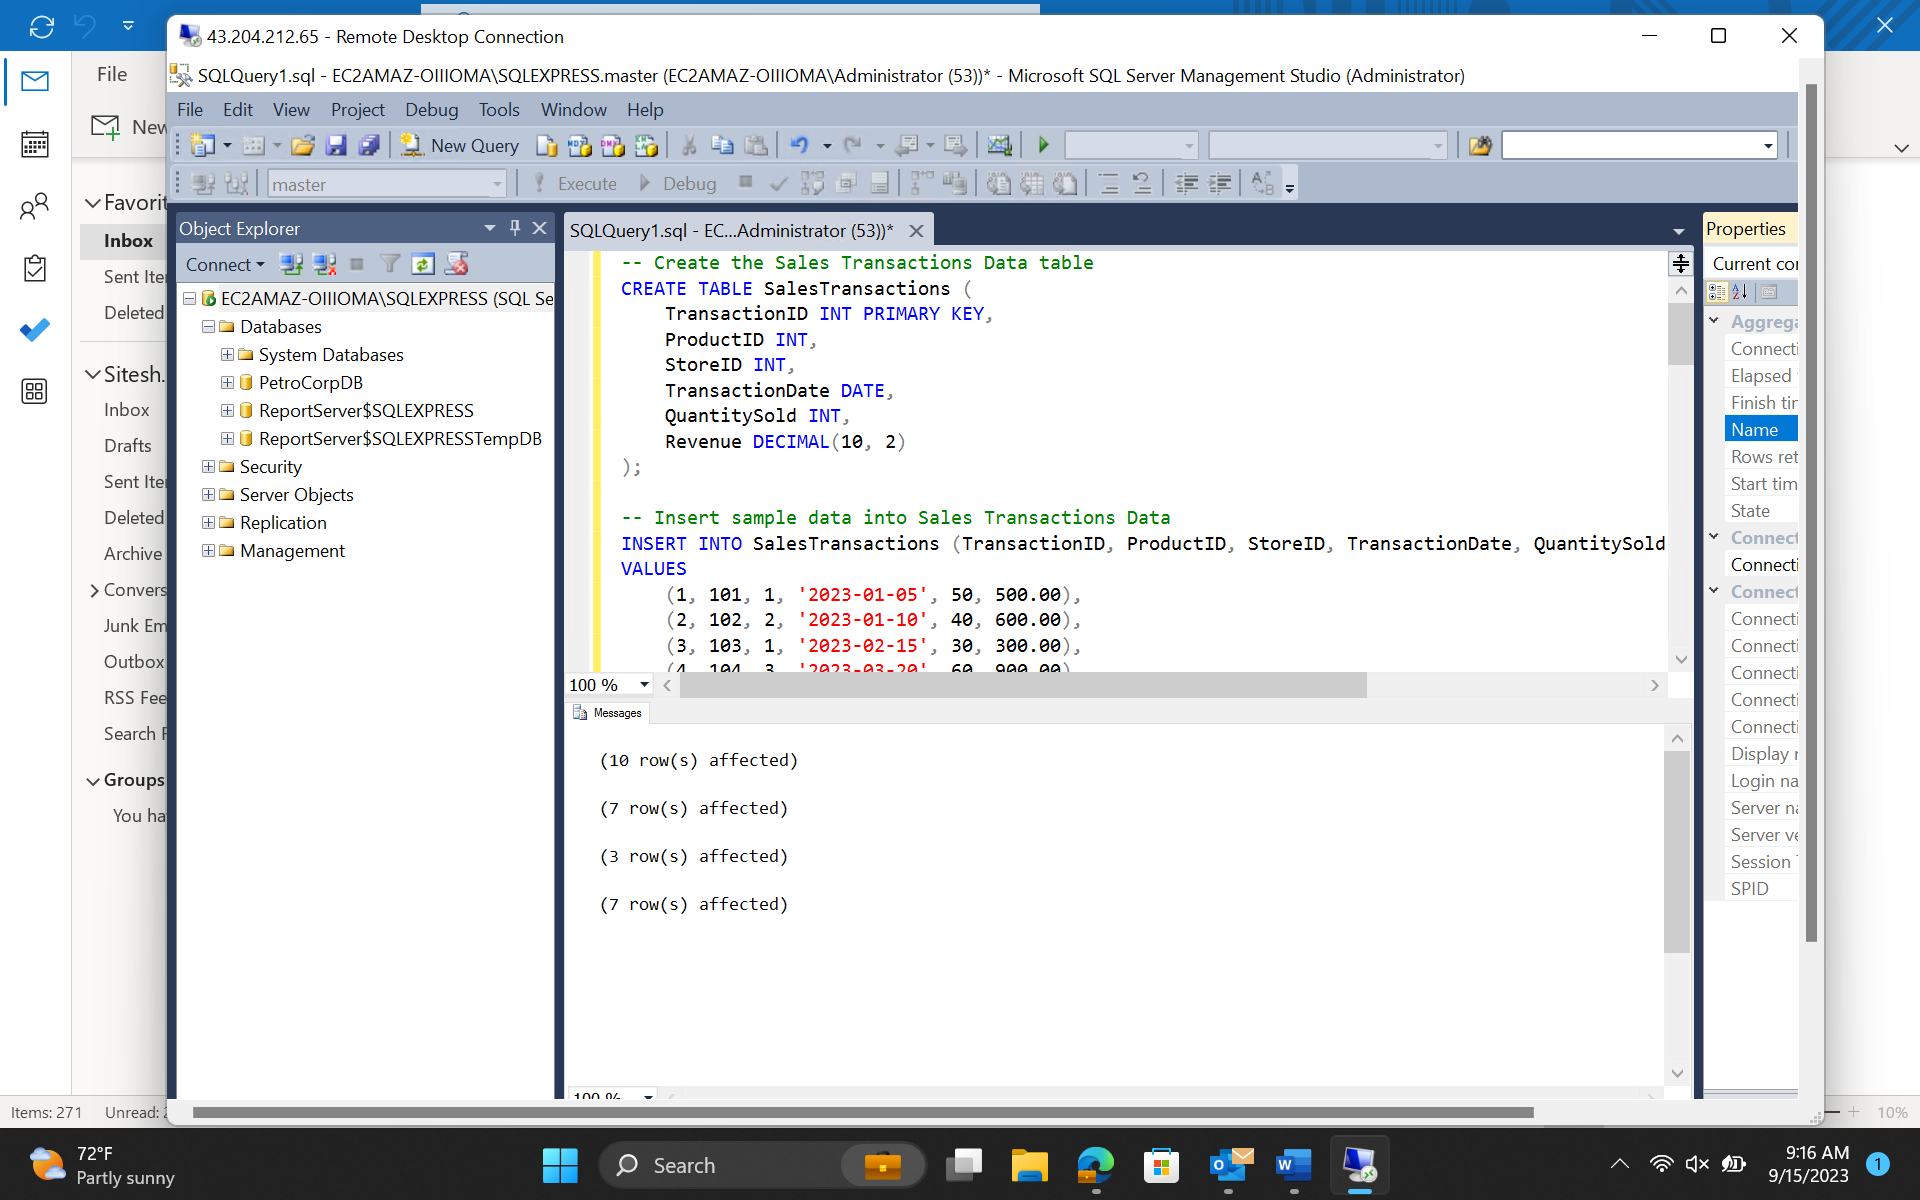 43.204.212.65 - Remote Desktop Connection
SQLQuery1.sql - EC2AMAZ-OIIIOMA\SQLEXPRESS.master (EC2AMAZ-OIIIOMA\Administrator (53))* - Microsoft SQL Server Management Studio (Administrator)
File
New
Favorit
Inbox
Sent Ite
Deleted
Sitesh.
Inbox
Drafts
Sent Ite
Deleted
Archive
Convers
Junk Em
Outbox
RSS Fee
Search F
Groups
You ha
Items: 271 Unread: 2
File Edit View Project Debug Tools Window Help
New Query
master Execute Debug
Object Explorer
Connect
EC2AMAZ-OIIIOMA\SQLEXPRESS (SQL Se
Databases
System Databases
PetroCorpDB
ReportServer$SQLEXPRESS
ReportServer$SQLEXPRESSTempDB
Security
Server Objects
Replication
Management
SQLQuery1.sql - EC...Administrator (53))*
-- Create the Sales Transactions Data table
CREATE TABLE SalesTransactions (
TransactionID INT PRIMARY KEY,
ProductID INT,
StoreID INT,
TransactionDate DATE,
QuantitySold INT,
Revenue DECIMAL(10, 2)
);
-- Insert sample data into Sales Transactions Data
INSERT INTO SalesTransactions (TransactionID, ProductID, StoreID, TransactionDate, QuantitySold
VALUES
(1, 101, 1, '2023-01-05', 50, 500.00),
(2, 102, 2, '2023-01-10', 40, 600.00),
(3, 103, 1, '2023-02-15', 30, 300.00),
(4, 104, 3, '2023-03-20', 60, 900.00)
100 %
Messages
(10 row(s) affected)
(7 row(s) affected)
(3 row(s) affected)
(7 row(s) affected)
100 %
Properties
Current cor
Aggrega
Connecti
Elapsed
Finish tir
Name
Rows ret
Start tim
State
Connect
Connecti
Connect
Connecti
Connecti
Connecti
Connecti
Connecti
Display r
Login na
Server na
Server ve
Session
SPID
10%
72°F
Partly sunny
Search
9:16 AM
9/15/2023
1